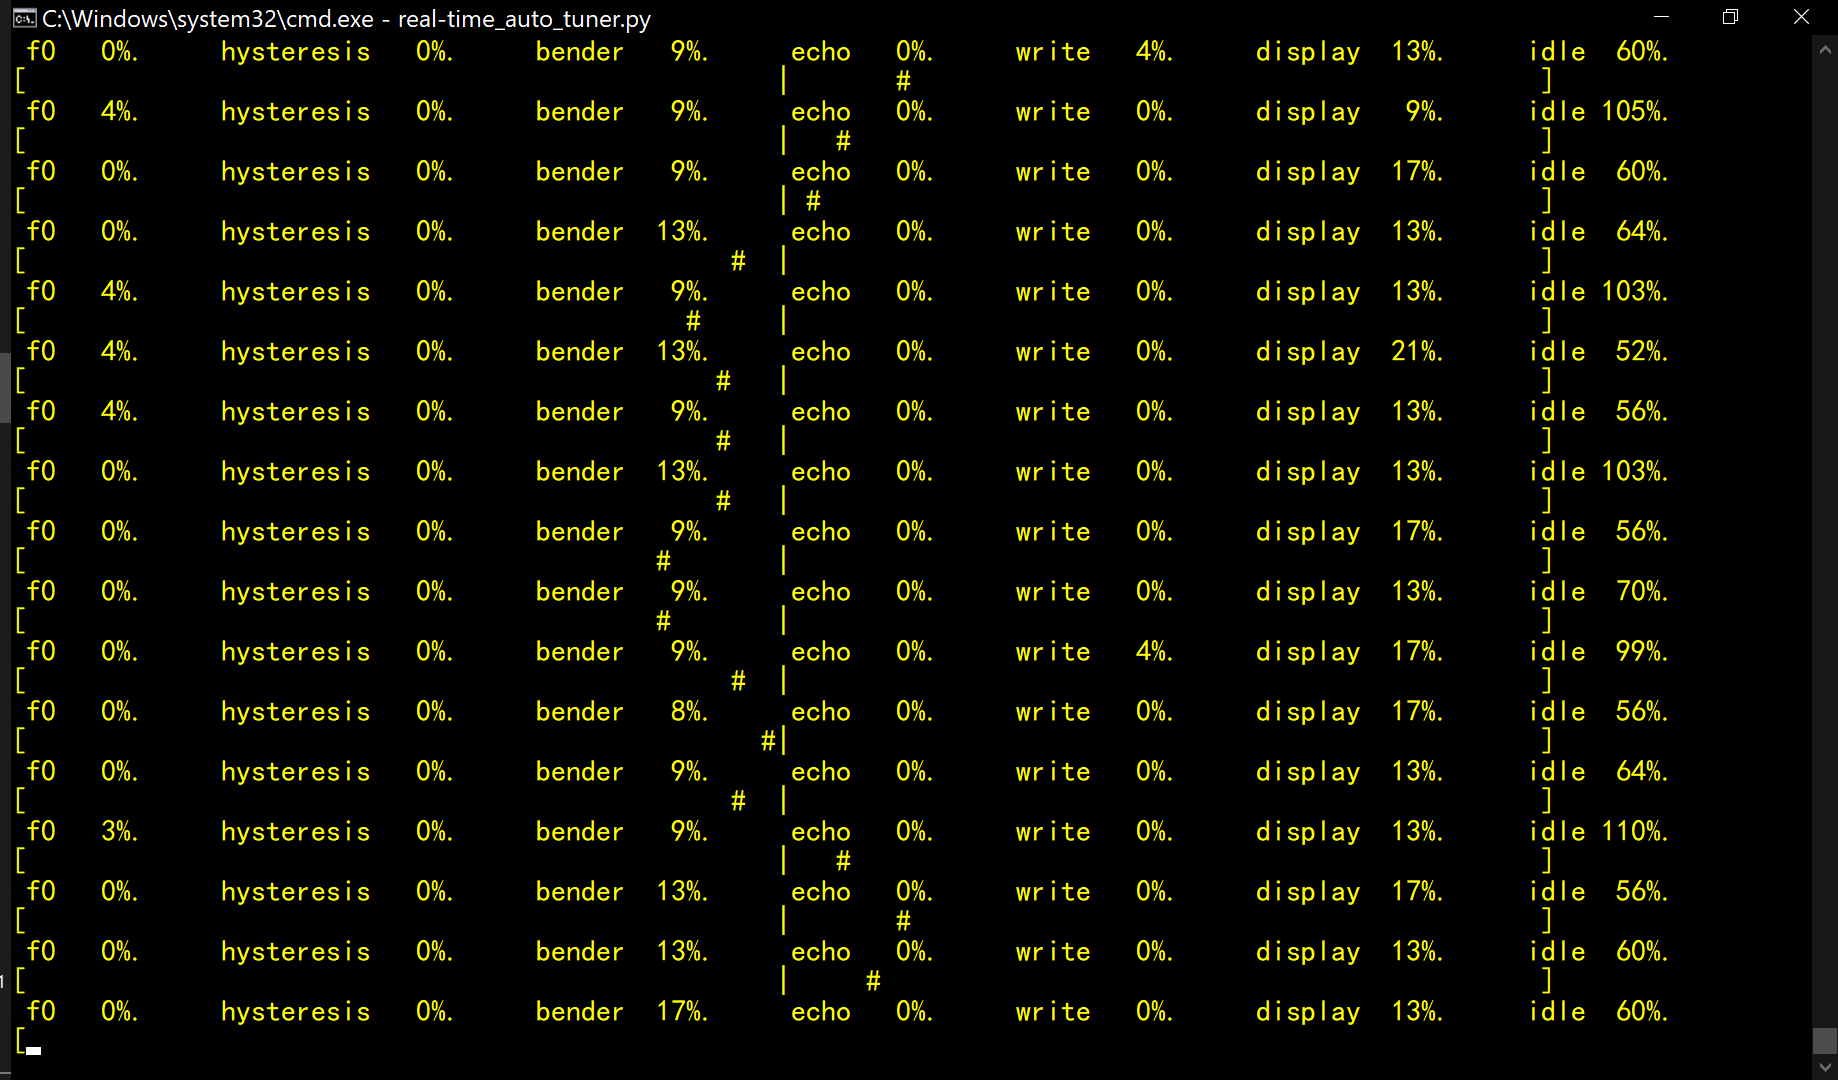 C:\Windows\system32\cmd.exe - real-time_auto_tuner.py
f0 0%. hysteresis 0%. bender 9%. echo 0%. write 4%. display 13%. idle 60%.
[ | # ]
f0 4%. hysteresis 0%. bender 9%. echo 0%. write 0%. display 9%. idle 105%.
[ | # ]
f0 0%. hysteresis 0%. bender 9%. echo 0%. write 0%. display 17%. idle 60%.
[ | # ]
f0 0%. hysteresis 0%. bender 13%. echo 0%. write 0%. display 13%. idle 64%.
[ # | ]
f0 4%. hysteresis 0%. bender 9%. echo 0%. write 0%. display 13%. idle 103%.
[ # | ]
f0 4%. hysteresis 0%. bender 13%. echo 0%. write 0%. display 21%. idle 52%.
[ # | ]
f0 4%. hysteresis 0%. bender 9%. echo 0%. write 0%. display 13%. idle 56%.
[ # | ]
f0 0%. hysteresis 0%. bender 13%. echo 0%. write 0%. display 13%. idle 103%.
[ # | ]
f0 0%. hysteresis 0%. bender 9%. echo 0%. write 0%. display 17%. idle 56%.
[ # | ]
f0 0%. hysteresis 0%. bender 9%. echo 0%. write 0%. display 13%. idle 70%.
[ # | ]
f0 0%. hysteresis 0%. bender 9%. echo 0%. write 4%. display 17%. idle 99%.
[ # | ]
f0 0%. hysteresis 0%. bender 8%. echo 0%. write 0%. display 17%. idle 56%.
[ #| ]
f0 0%. hysteresis 0%. bender 9%. echo 0%. write 0%. display 13%. idle 64%.
[ # | ]
f0 3%. hysteresis 0%. bender 9%. echo 0%. write 0%. display 13%. idle 110%.
[ | # ]
f0 0%. hysteresis 0%. bender 13%. echo 0%. write 0%. display 17%. idle 56%.
[ | # ]
f0 0%. hysteresis 0%. bender 13%. echo 0%. write 0%. display 13%. idle 60%.
[ | # ]
f0 0%. hysteresis 0%. bender 17%. echo 0%. write 0%. display 13%. idle 60%.
[